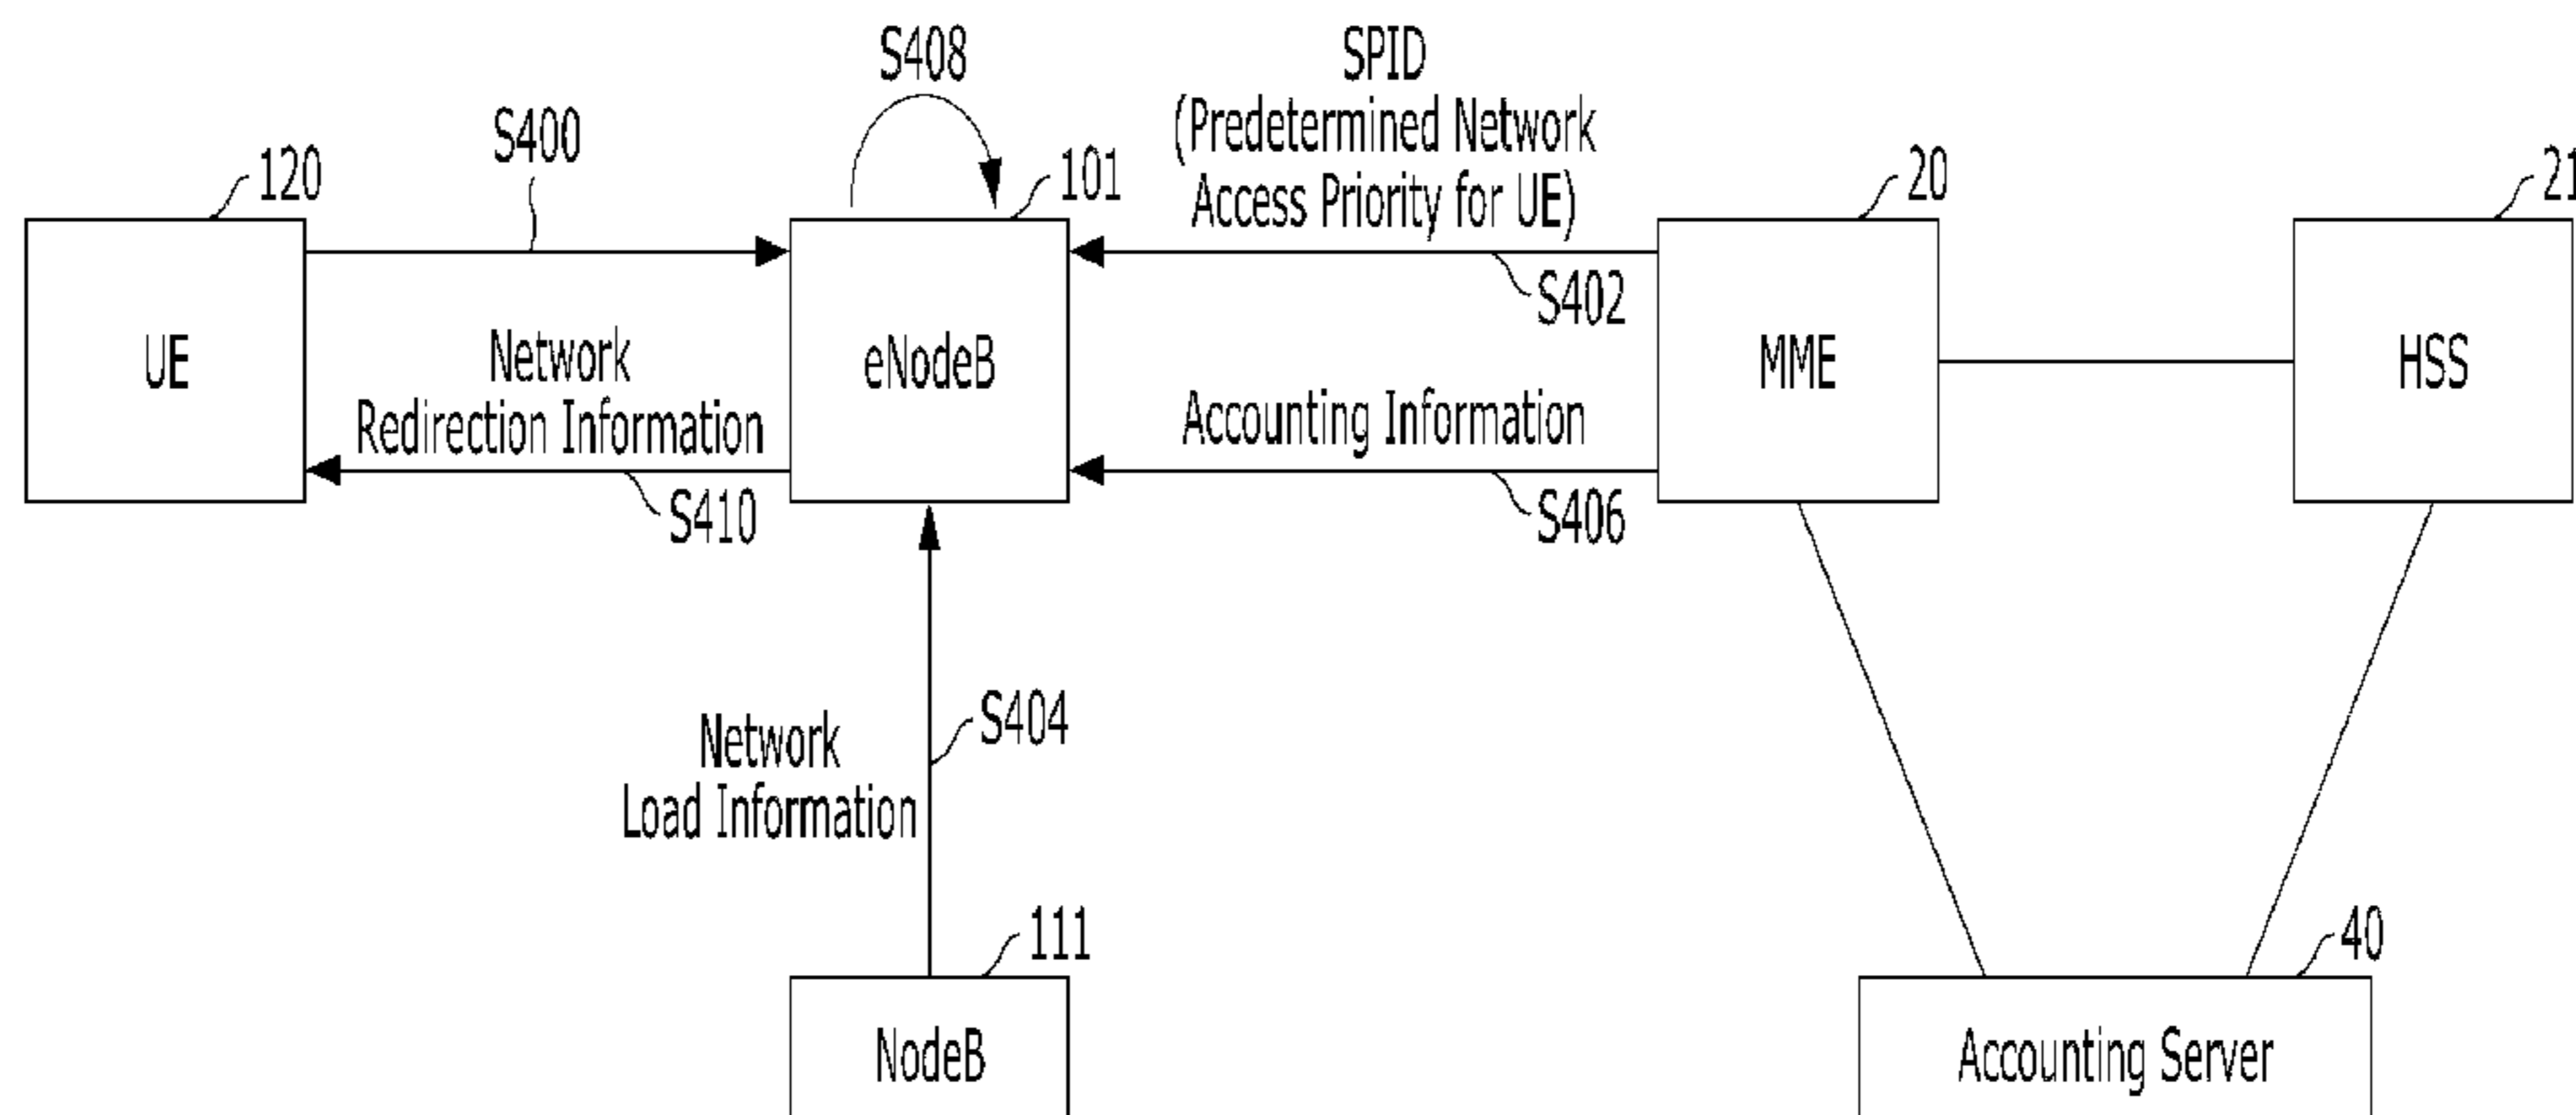 S408
SPID
(Predetermined Network
Access Priority for UE)
S400
120
101
20
21
S402
UE
Network
Redirection Information
eNodeB
Accounting Information
MME
HSS
S410
S406
Network
Load Information
S404
111
40
NodeB
Accounting Server